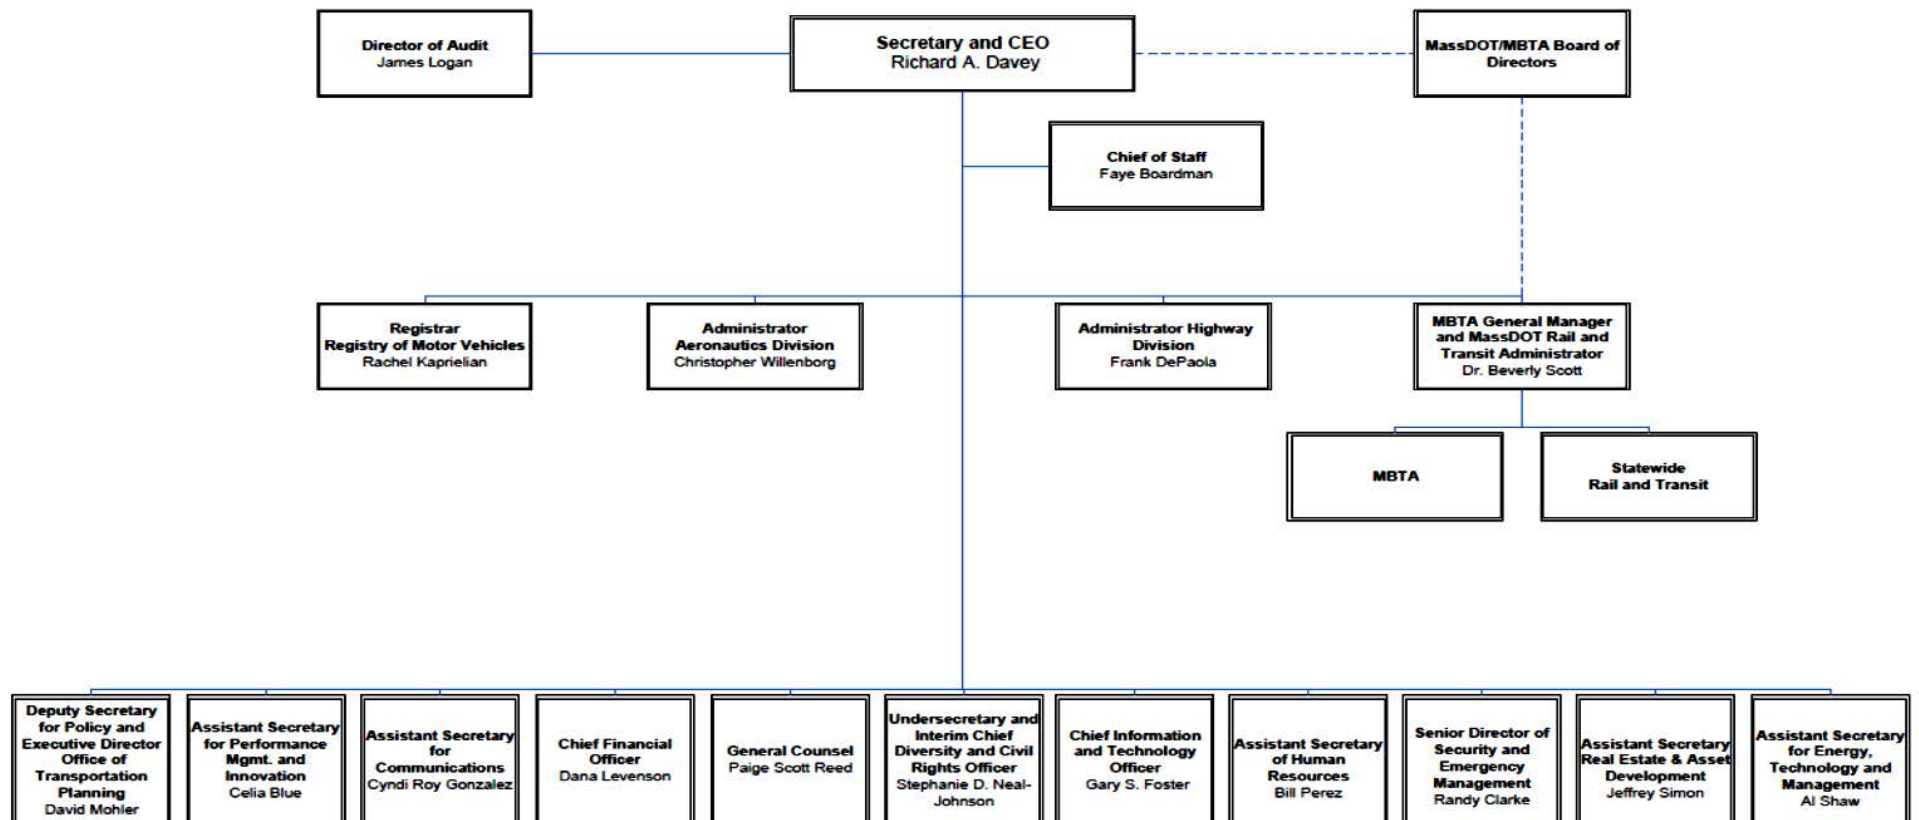 Director of Audit
James Logan
Secretary and CEO
Richard A. Davey
MassDOT/MBTA Board of
Directors
Chief of Staff
Faye Boardman
Registrar
Registry of Motor Vehicles
Rachel Kaprielian
Administrator
Aeronautics Division
Christopher Willenborg
Administrator Highway
Division
Frank DePaola
MBTA General Manager
and MassDOT Rail and
Transit Administrator
Dr. Beverly Scott
MBTA
Statewide
Rail and Transit
Deputy Secretary
for Policy and
Executive Director
Office of
Transportation
Planning
David Mohler
Assistant Secretary
for Performance
Mgmt. and
Innovation
Celia Blue
Assistant Secretary
for
Communications
Cyndi Roy Gonzalez
Chief Financial
Officer
Dana Levenson
General Counsel
Paige Scott Reed
Undersecretary and
Interim Chief
Diversity and Civil
Rights Officer
Stephanie D. Neal-
Johnson
Chief Information
and Technology
Officer
Gary S. Foster
Assistant Secretary
of Human
Resources
Bill Perez
Senior Director of
Security and
Emergency
Management
Randy Clarke
Assistant Secretary
Real Estate & Asset
Development
Jeffrey Simon
Assistant Secretary
for Energy,
Technology and
Management
Al Shaw